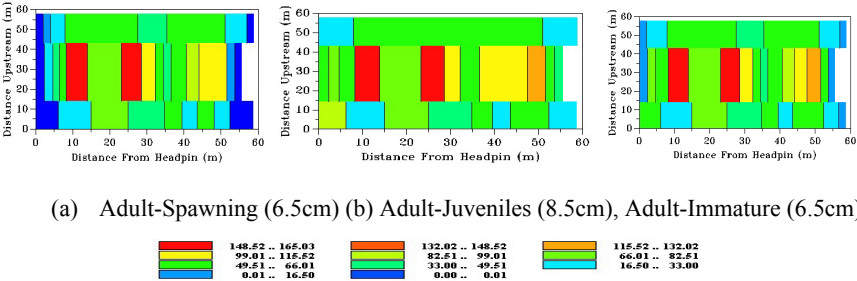 60
50
40
30
20
10
0
Distance Upstream (m)
0 10 20 30 40 50 60
Distance From Headpin (m)
60
50
40
30
20
10
0
Distance Upstream (m)
0 10 20 30 40 50 60
Distance From Headpin (m)
60
50
40
30
20
10
0
Distance Upstream (m)
0 10 20 30 40 50 60
Distance From Headpin (m)
(a) Adult-Spawning (6.5cm) (b) Adult-Juveniles (8.5cm), Adult-Immature (6.5cm)
148.52 .. 165.03 132.02 .. 148.52 115.52 .. 132.02
99.01 .. 115.52 82.51 .. 99.01 66.01 .. 82.51
49.51 .. 66.01 33.00 .. 49.51 16.50 .. 33.00
0.01 .. 16.50 0.00 .. 0.01